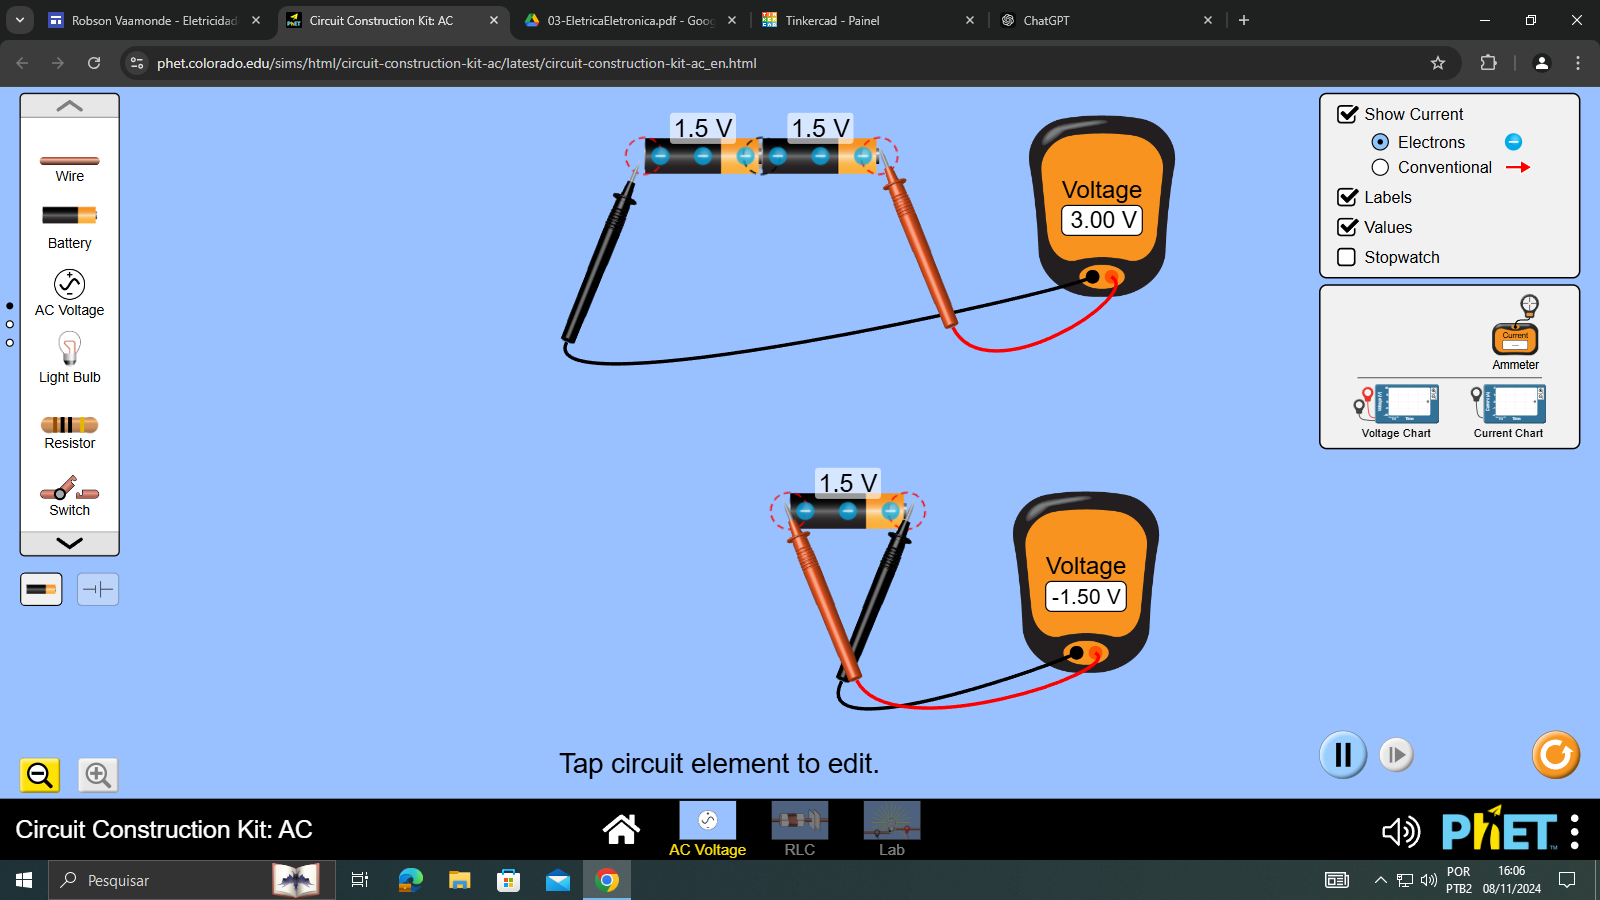 Robson Vaamonde - Eletricidad
Circuit Construction Kit: AC
03-EletricaEletronica.pdf - Goog
Tinkercad - Painel
ChatGPT
phet.colorado.edu/sims/html/circuit-construction-kit-ac/latest/circuit-construction-kit-ac_en.html
Wire
Battery
AC Voltage
Light Bulb
Resistor
Switch
1.5 V
1.5 V
Voltage
3.00 V
1.5 V
Voltage
-1.50 V
Show Current
Electrons
Conventional
Labels
Values
Stopwatch
Current
Ammeter
Voltage Chart
Current Chart
Tap circuit element to edit.
Circuit Construction Kit: AC
AC Voltage
RLC
Lab
PhET
Pesquisar
POR
PTB2
16:06
08/11/2024